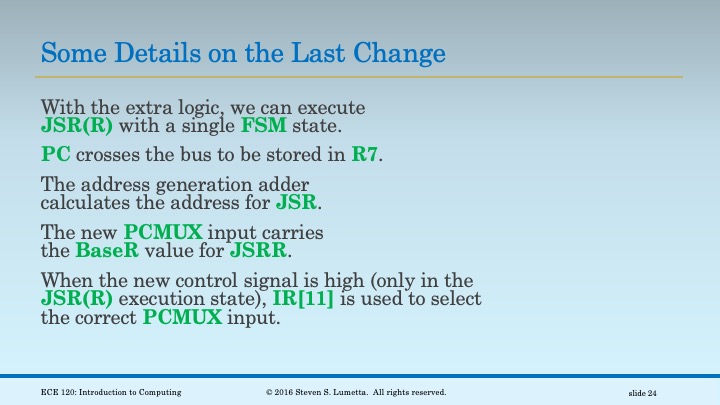 Some Details on the Last Change
With the extra logic, we can execute
JSR(R) with a single FSM state.
PC crosses the bus to be stored in R7.
The address generation adder
calculates the address for JSR.
The new PCMUX input carries
the BaseR value for JSRR.
When the new control signal is high (only in the
JSR(R) execution state), IR[11] is used to select
the correct PCMUX input.
ECE 120: Introduction to Computing
© 2016 Steven S. Lumetta. All rights reserved.
slide 24